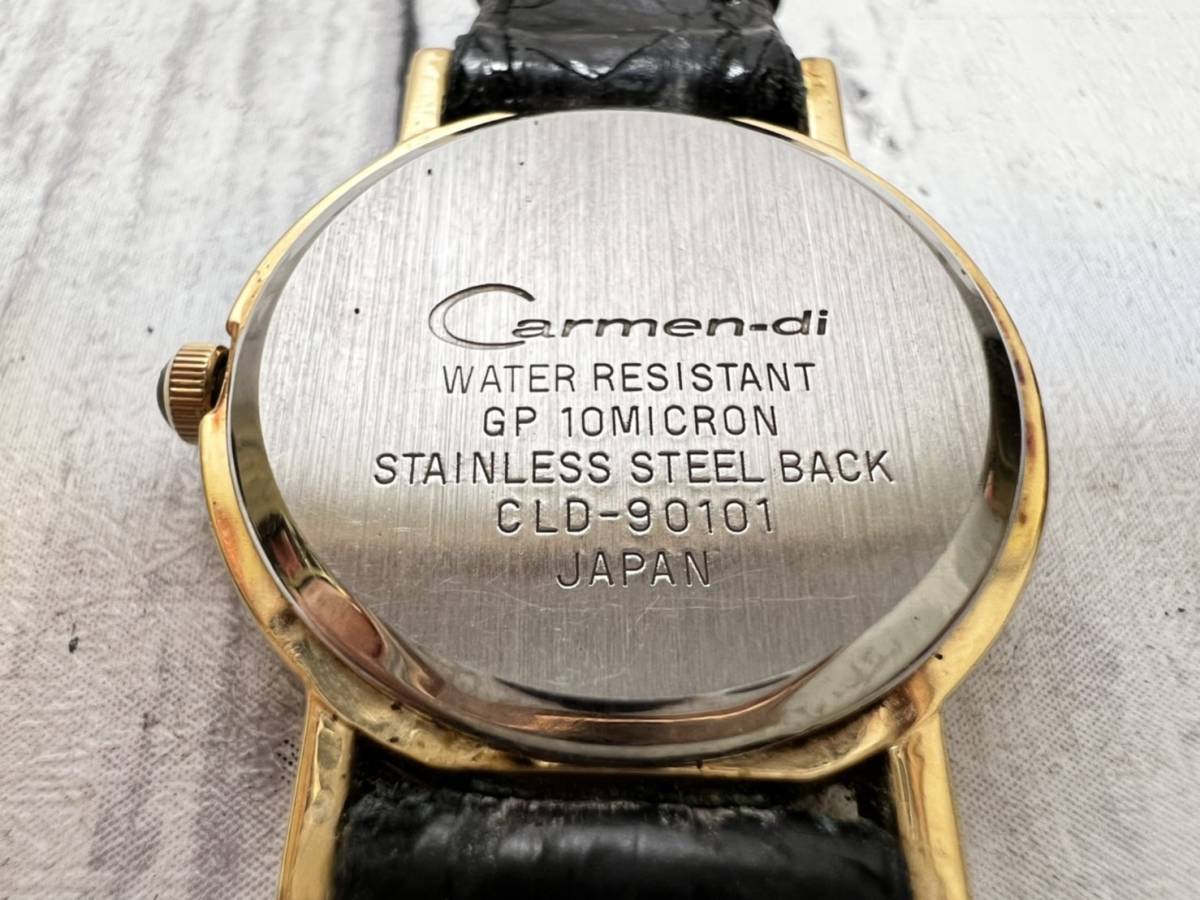 Carmen-di
WATER RESISTANT
GP 10MICRON
STAINLESS STEEL BACK
CLD-90101
JAPAN